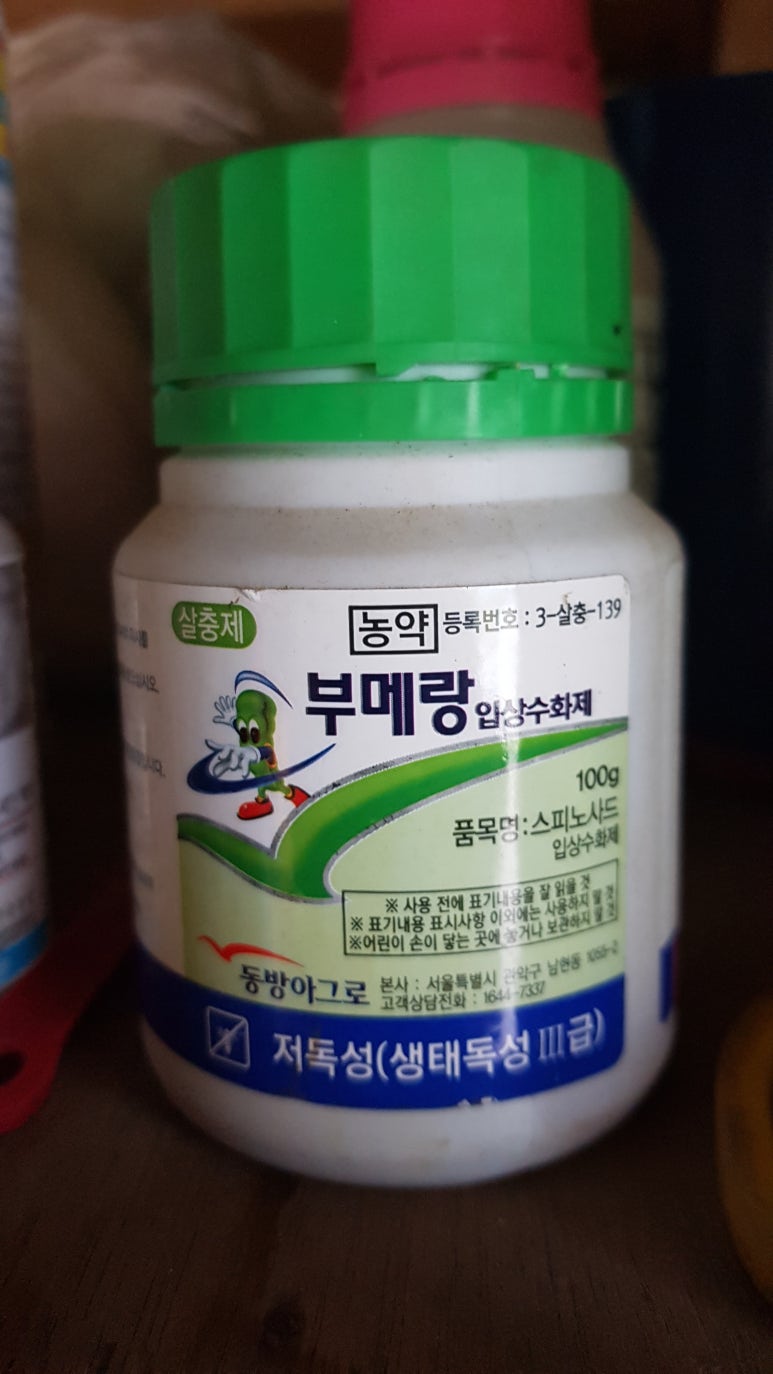 살충제
농약 등록번호 : 3-살충-139
부메랑 입상수화제
100g
품목명 : 스피노사드
입상수화제
※ 사용 전에 표기내용을 잘 읽을 것
※ 표기내용 표시사항 이외에는 사용하지 말 것
※어린이 손이 닿는 곳에 놓거나 보관하지 말 것
동방아그로
본사 : 서울특별시 관악구 남현동 1055-2
고객상담전화 : 1644-7337
저독성(생태독성 III급)